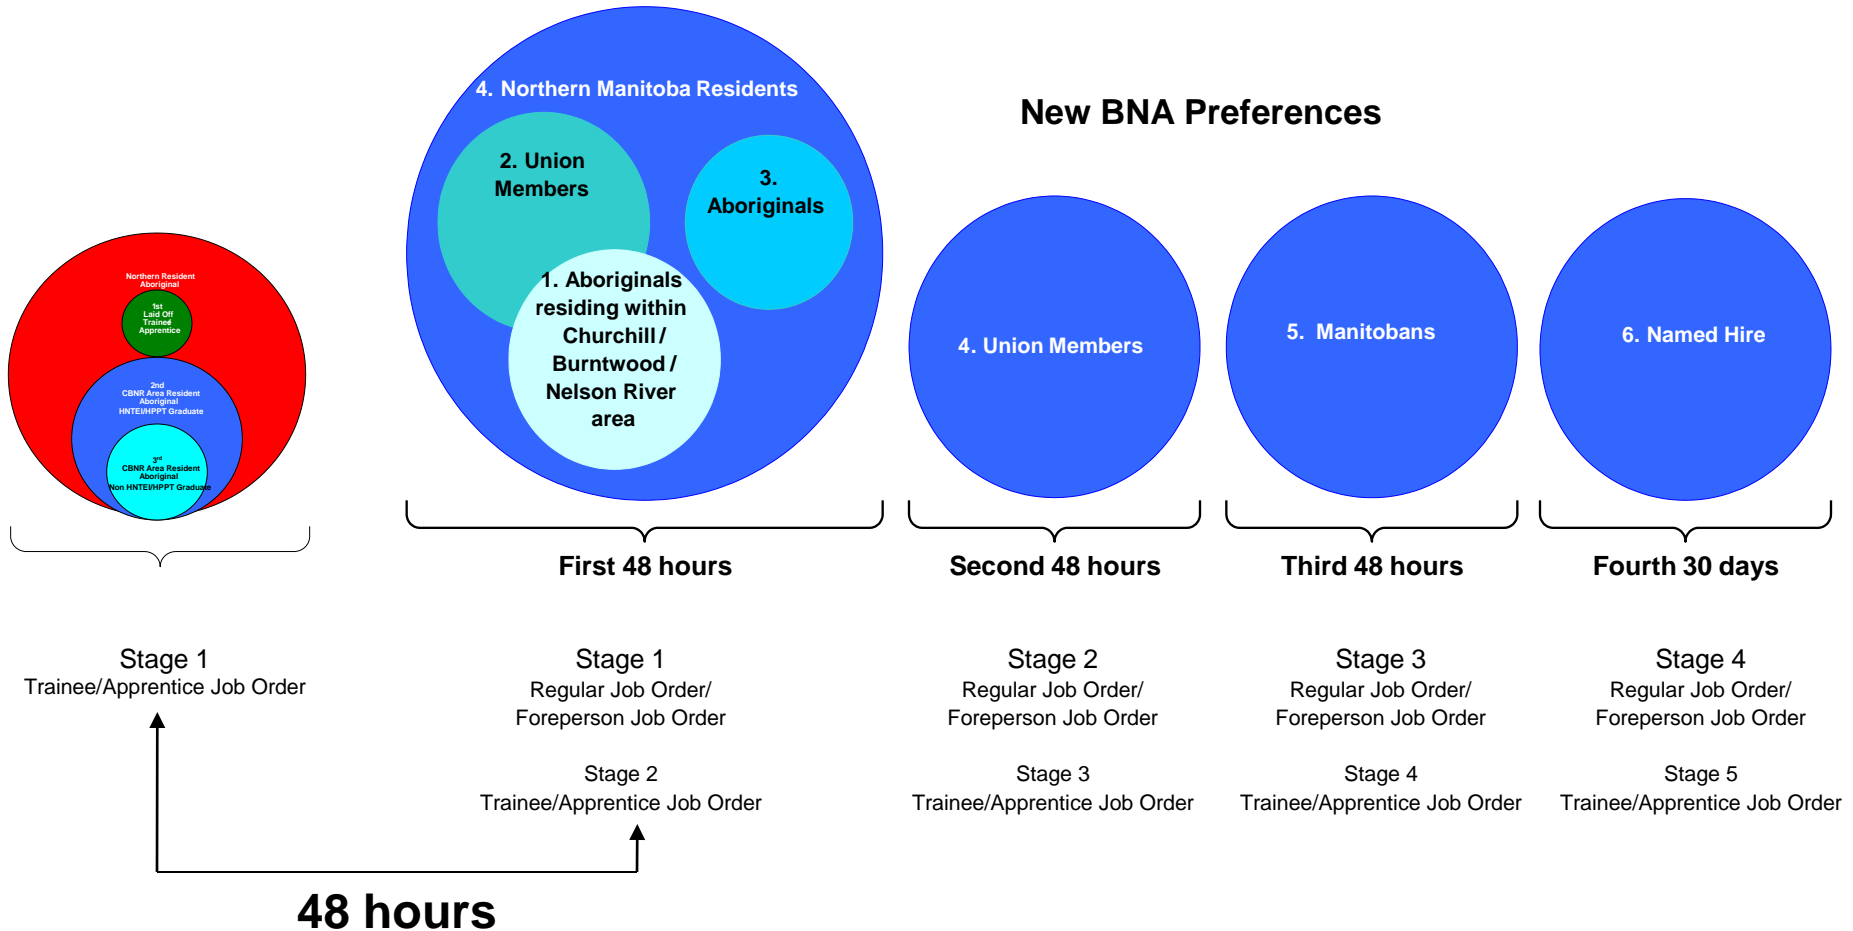 New BNA Preferences
Northern Resident
Aboriginal
1st
Laid Off
Trainee/
Apprentice
2nd
CBNR Area Resident
Aboriginal
HNTEI/HPPT Graduate
3rd
CBNR Area Resident
Aboriginal
Non HNTEI/HPPT Graduate
4. Northern Manitoba Residents
2. Union
Members
3.
Aboriginals
1. Aboriginals
residing within
Churchill /
Burntwood /
Nelson River
area
4. Union Members
5. Manitobans
6. Named Hire
First 48 hours
Second 48 hours
Third 48 hours
Fourth 30 days
Stage 1
Trainee/Apprentice Job Order
Stage 1
Regular Job Order/
Foreperson Job Order
Stage 2
Trainee/Apprentice Job Order
Stage 2
Regular Job Order/
Foreperson Job Order
Stage 3
Trainee/Apprentice Job Order
Stage 3
Regular Job Order/
Foreperson Job Order
Stage 4
Trainee/Apprentice Job Order
Stage 4
Regular Job Order/
Foreperson Job Order
Stage 5
Trainee/Apprentice Job Order
48 hours